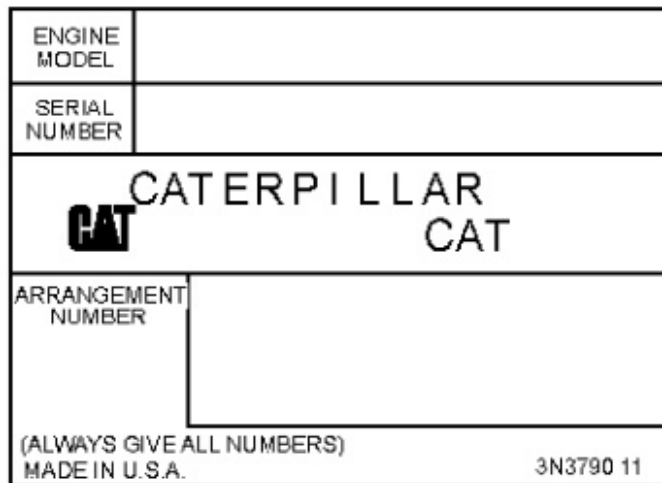 ENGINE
MODEL
SERIAL
NUMBER
CATERPILLAR
CAT CAT
ARRANGEMENT
NUMBER
(ALWAYS GIVE ALL NUMBERS)
MADE IN U.S.A. 3N3790 11